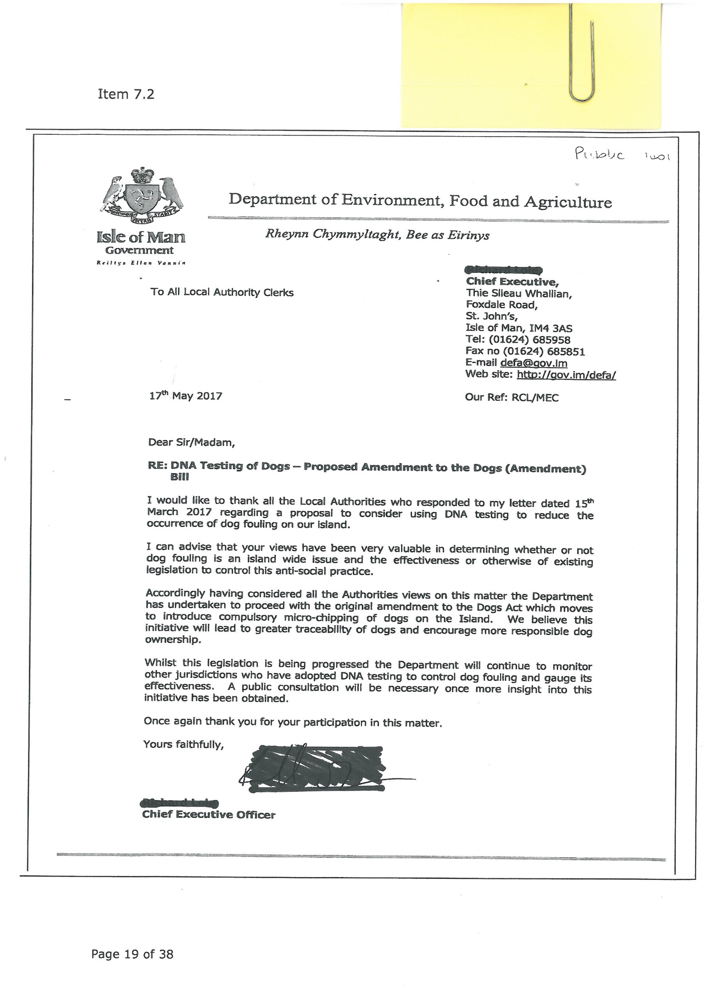 Item 7.2
Public
Department of Environment, Food and Agriculture
Rheynn Chymmyltaght, Bee as Eirinys
QUOCUNQUE
JECERIS
STABIT
Isle of Man
Government
Reiltys Ellan Vannin
Chief Executive,
Thie Slieau Whallian,
Foxdale Road,
St. John's,
Isle of Man, IM4 3AS
Tel: (01624) 685958
Fax no (01624) 685851
E-mail defa@gov.im
Web site: http://gov.im/defa/
To All Local Authority Clerks
17th May 2017
Our Ref: RCL/MEC
Dear Sir/Madam,
RE: DNA Testing of Dogs – Proposed Amendment to the Dogs (Amendment)
Bill
I would like to thank all the Local Authorities who responded to my letter dated 15th
March 2017 regarding a proposal to consider using DNA testing to reduce the
occurrence of dog fouling on our island.
I can advise that your views have been very valuable in determining whether or not
dog fouling is an island wide issue and the effectiveness or otherwise of existing
legislation to control this anti-social practice.
Accordingly having considered all the Authorities views on this matter the Department
has undertaken to proceed with the original amendment to the Dogs Act which moves
to introduce compulsory micro-chipping of dogs on the Island. We believe this
initiative will lead to greater traceability of dogs and encourage more responsible dog
ownership.
Whilst this legislation is being progressed the Department will continue to monitor
other jurisdictions who have adopted DNA testing to control dog fouling and gauge its
effectiveness. A public consultation will be necessary once more insight into this
initiative has been obtained.
Once again thank you for your participation in this matter.
Yours faithfully,
Chief Executive Officer
Page 19 of 38